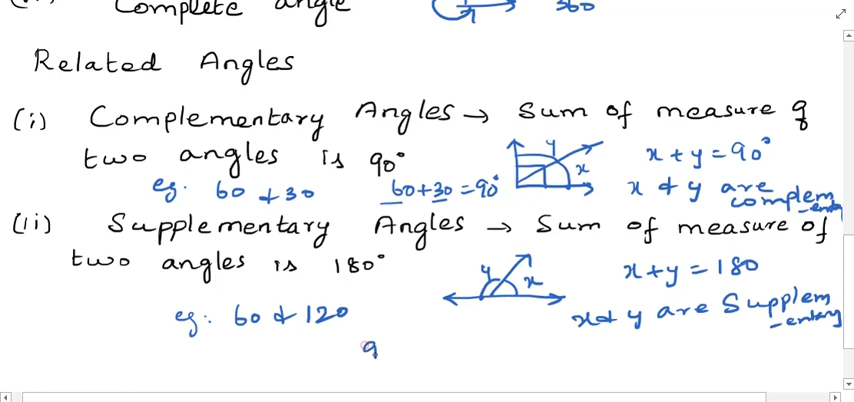 Complete angle 360
Related Angles
(i) Complementary Angles → Sum of measure of
two angles is 90°
eg. 60 & 30 60+30=90° y x
x + y = 90°
x & y are
complem
-entary
(ii) Supplementary Angles → Sum of measure of
two angles is 180°
y x
x+y = 180
eg: 60 & 120
x & y are Supplem
-entary
9